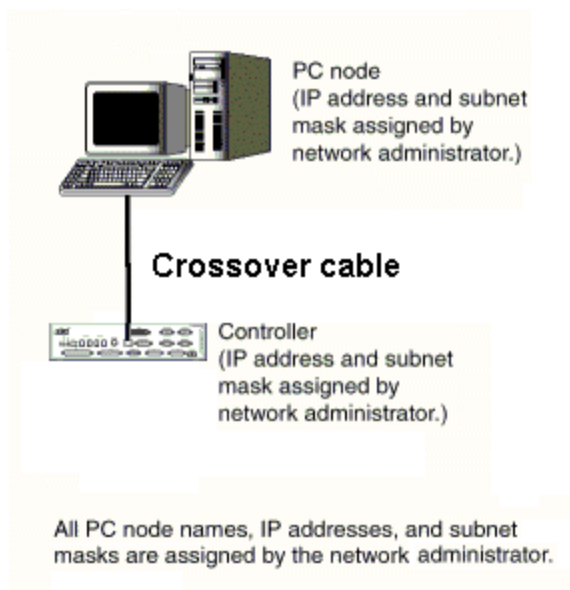 PC node
(IP address and subnet
mask assigned by
network administrator.)
Crossover cable
Controller
(IP address and subnet
mask assigned by
network administrator.)
All PC node names, IP addresses, and subnet
masks are assigned by the network administrator.